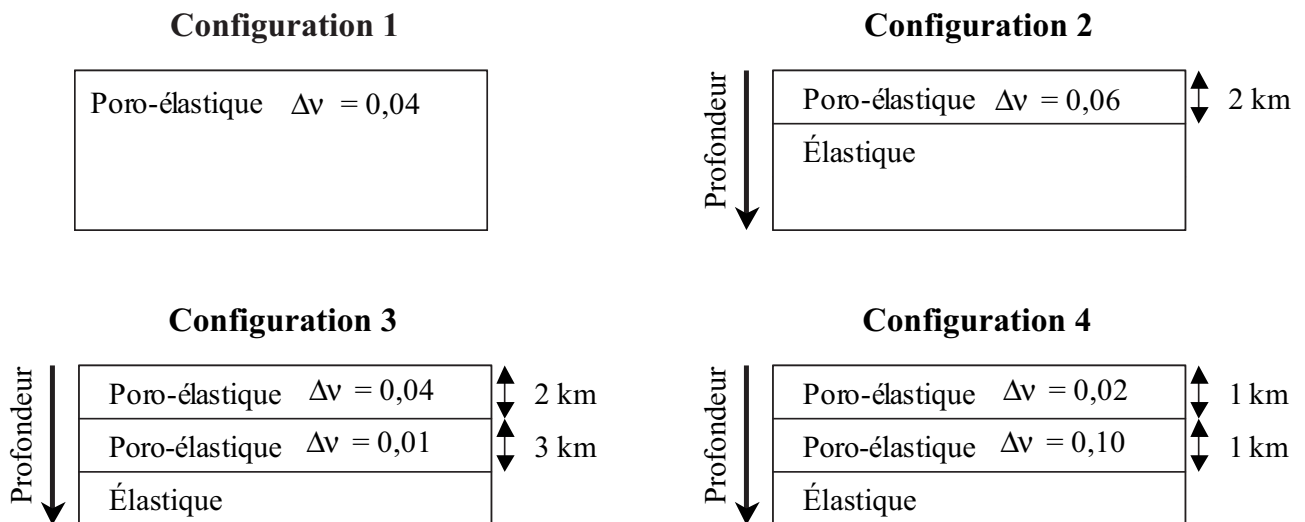 Configuration 1
Poro-élastique Δν = 0,04
Configuration 2
Profondeur
Poro-élastique Δν = 0,06
2 km
Élastique
Configuration 3
Profondeur
Poro-élastique Δν = 0,04
2 km
Poro-élastique Δν = 0,01
3 km
Élastique
Configuration 4
Profondeur
Poro-élastique Δν = 0,02
1 km
Poro-élastique Δν = 0,10
1 km
Élastique